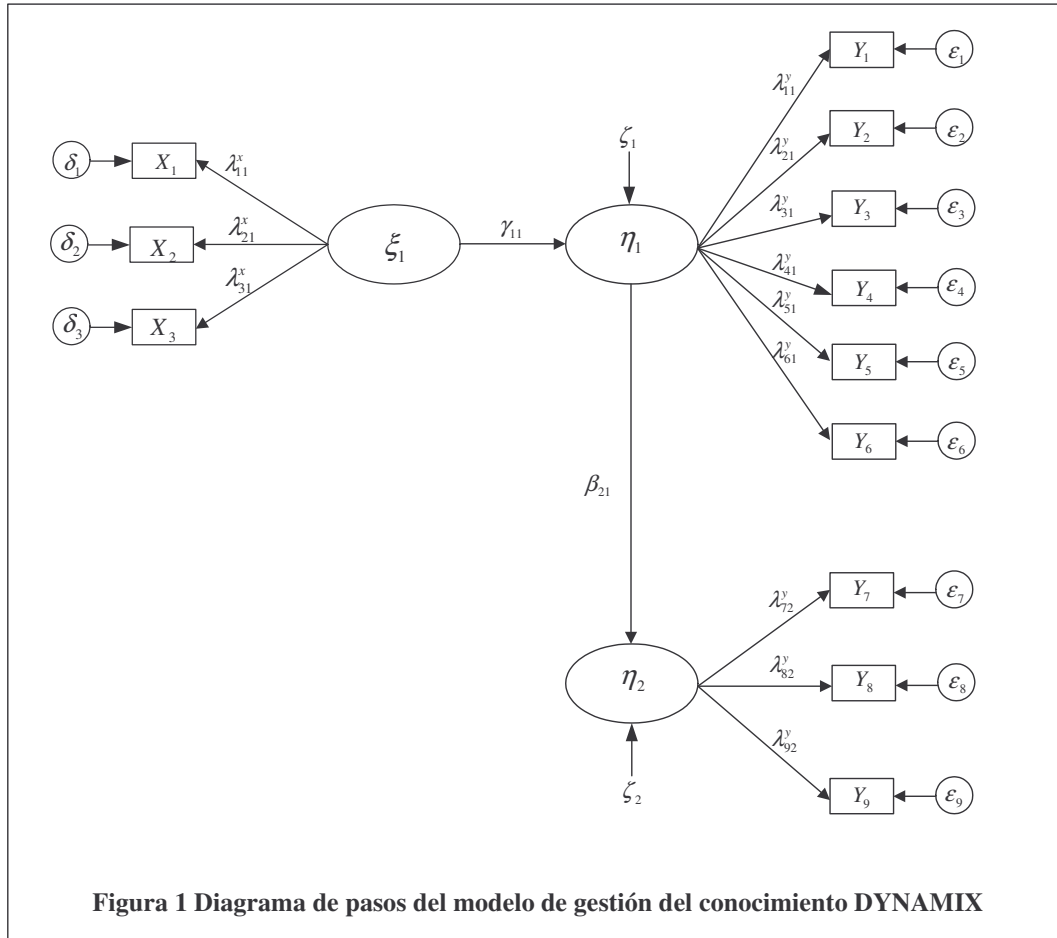 Y₁ ε₁
λ₁₁ʸ
Y₂ ε₂
λ₂₁ʸ
ζ₁
δ₁ X₁ λ₁₁ˣ
λ₃₁ʸ Y₃ ε₃
δ₂ X₂ λ₂₁ˣ ξ₁ γ₁₁ η₁
λ₄₁ʸ Y₄ ε₄
λ₃₁ˣ
λ₅₁ʸ
δ₃ X₃
λ₆₁ʸ Y₅ ε₅
Y₆ ε₆
β₂₁
λ₇₂ʸ Y₇ ε₇
η₂ λ₈₂ʸ Y₈ ε₈
λ₉₂ʸ
ζ₂ Y₉ ε₉
Figura 1 Diagrama de pasos del modelo de gestión del conocimiento DYNAMIX